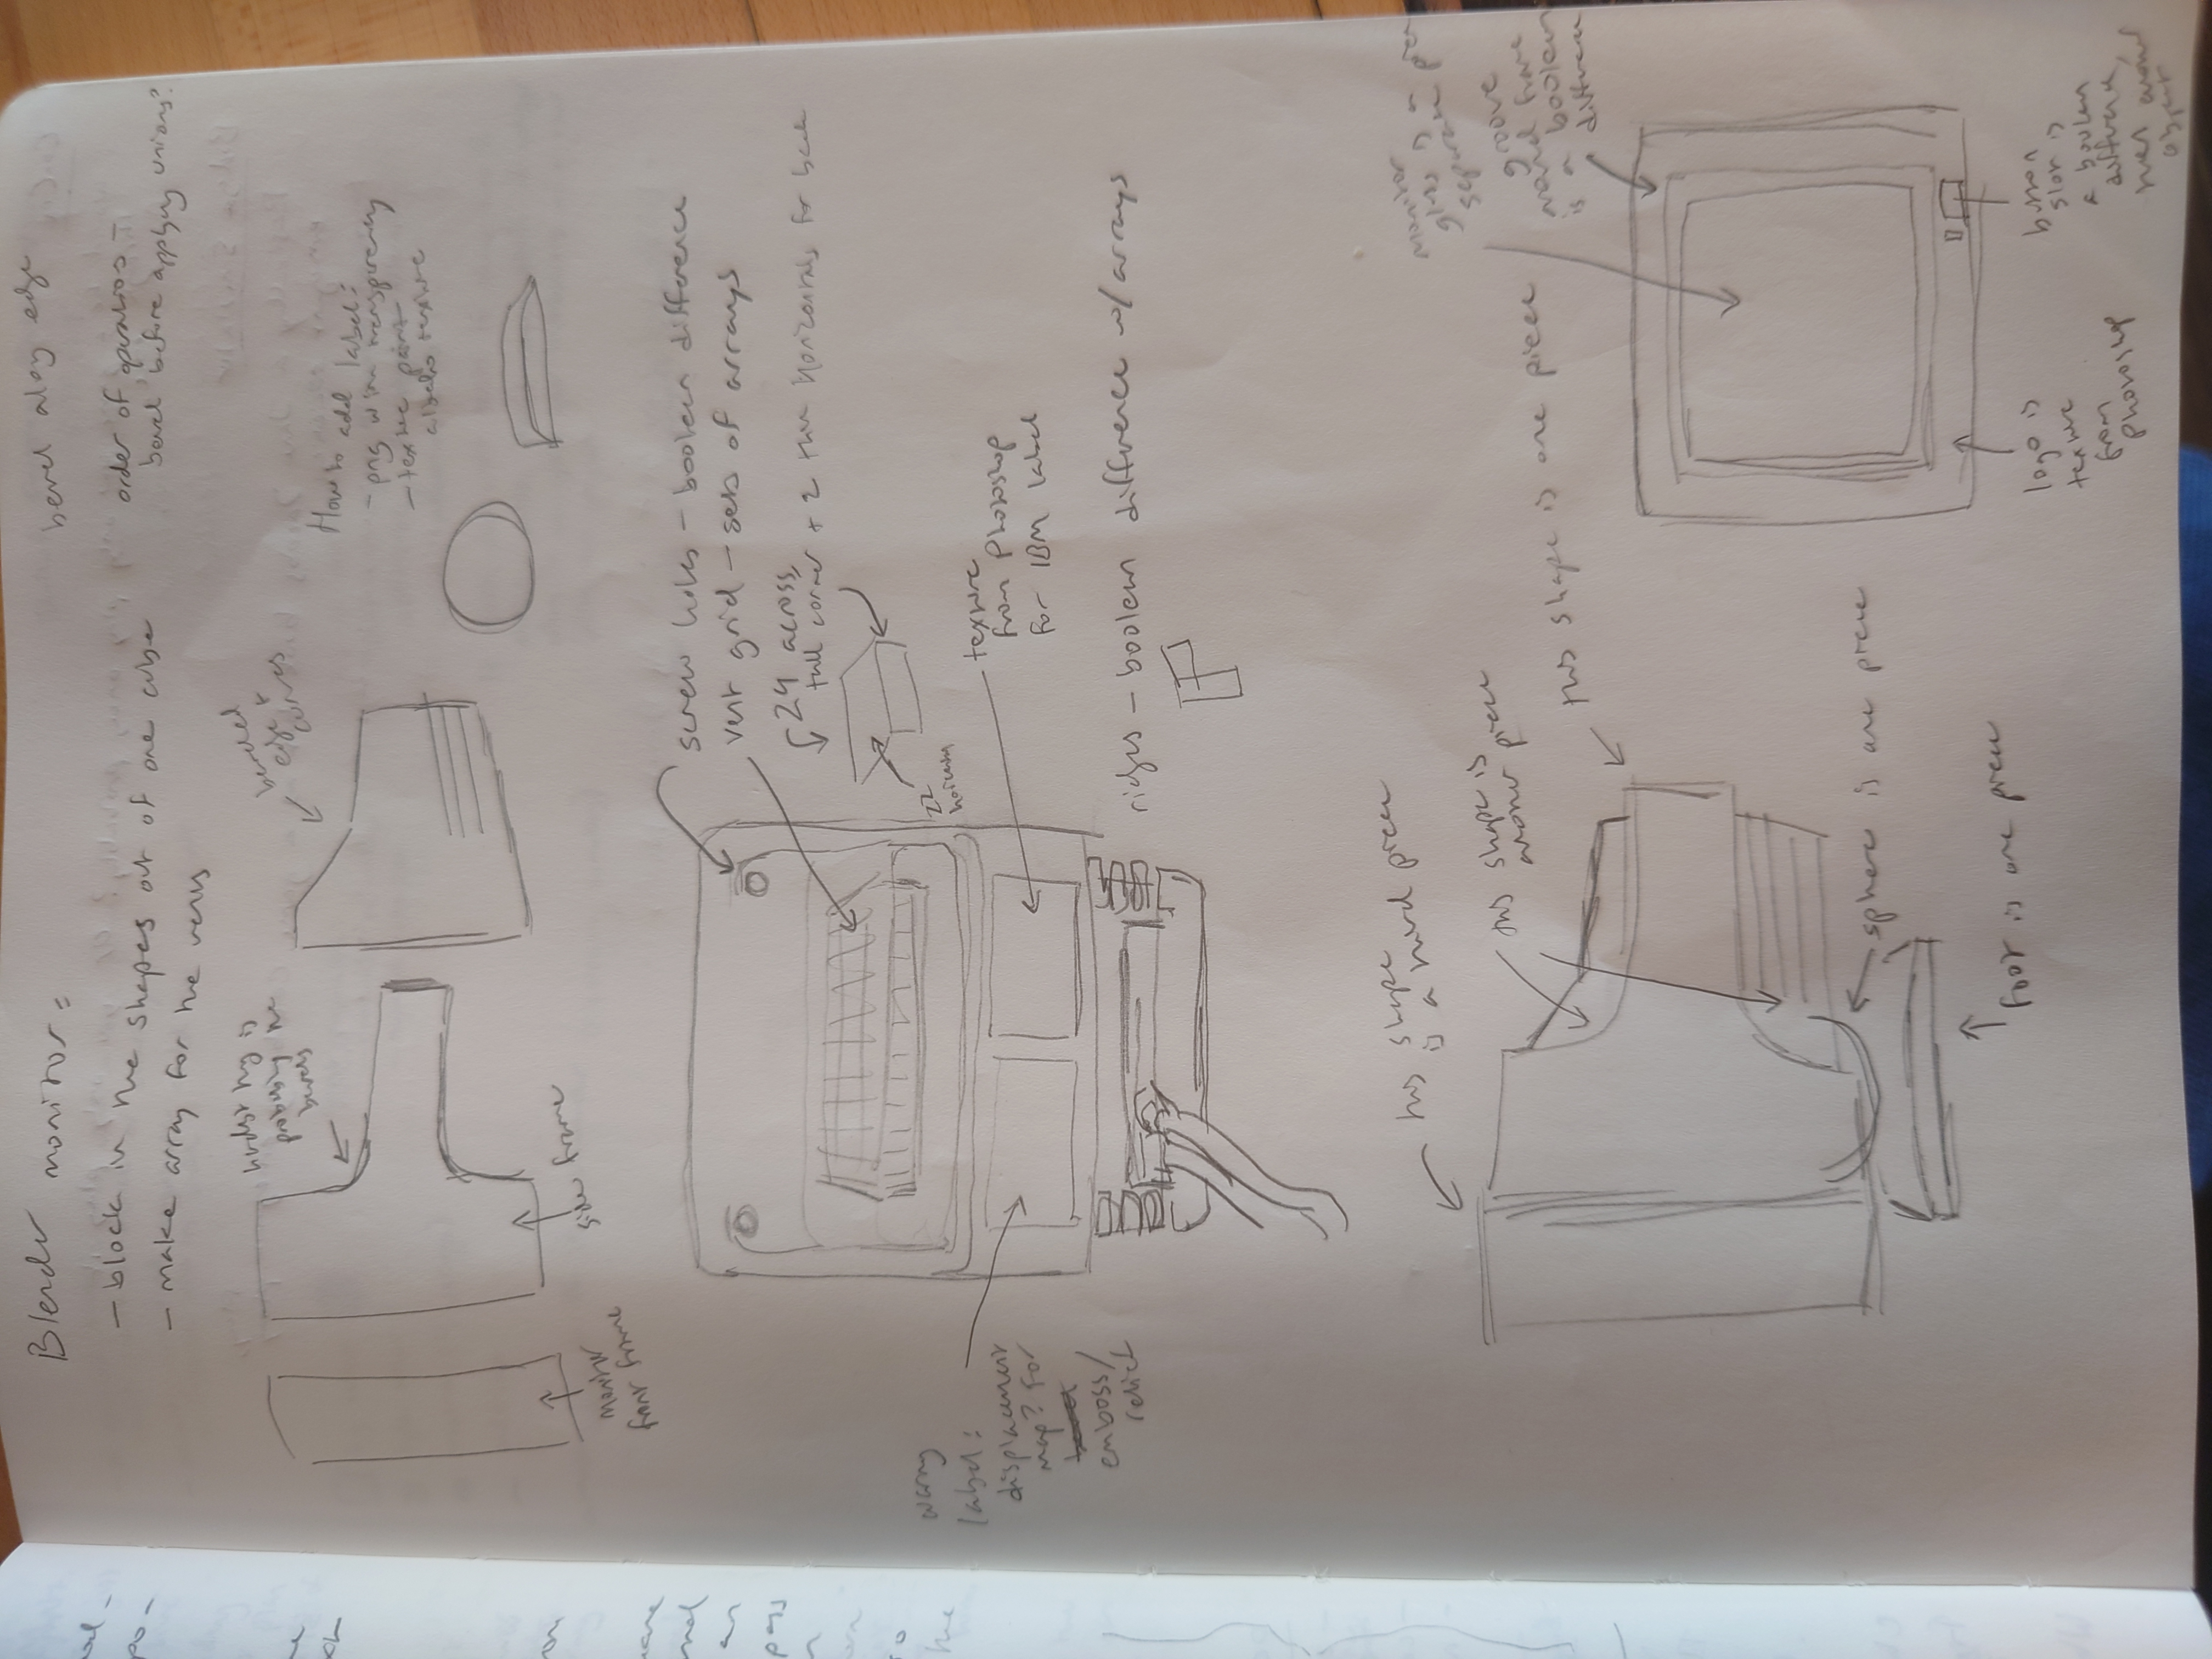 Blender monitor:
- block in the shapes out of one cube
- make array for the vents
bevel along edge
order of operations -
bevel before applying unions?
hardest thing is
probably the
bevels
beveled
edge +
curves
How to add label:
- png with transparency
- texture paint
albedo texture
monitor
front frame
side frame
screw holes - boolean difference
vent grid - sets of arrays
24 across,
tall corner + 2 thin horizontals for back
22
warning
label:
displacement
map? for
bevel
emboss/
relief
texture
from Photoshop
for IBM label
ridges - boolean difference w/ arrays
this shape
is a third piece
this shape is
another piece
this shape is one piece
sphere is one piece
foot is one piece
monitor
glass is a
separate piece
groove
round frame
is a boolean
difference
logo is
texture
from
photoshop
button
slot is
a boolean
difference,
then another
object